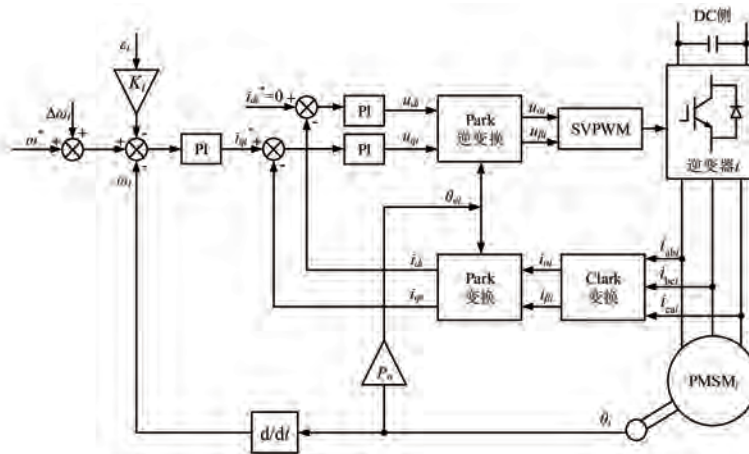 DC侧
ε_i
K_i
Δω_i
+
ω*
+
+
-
-
ω_i
PI
i_qi*
+
-
i_di*=0
+
-
PI
u_di
PI
u_qi
Park
逆变换
u_αi
u_βi
SVPWM
逆变器i
θ_ei
i_di
i_qi
Park
变换
i_αi
i_βi
Clark
变换
i_abi
i_bci
i_cai
P_n
d/dt
θ_i
PMSM_i